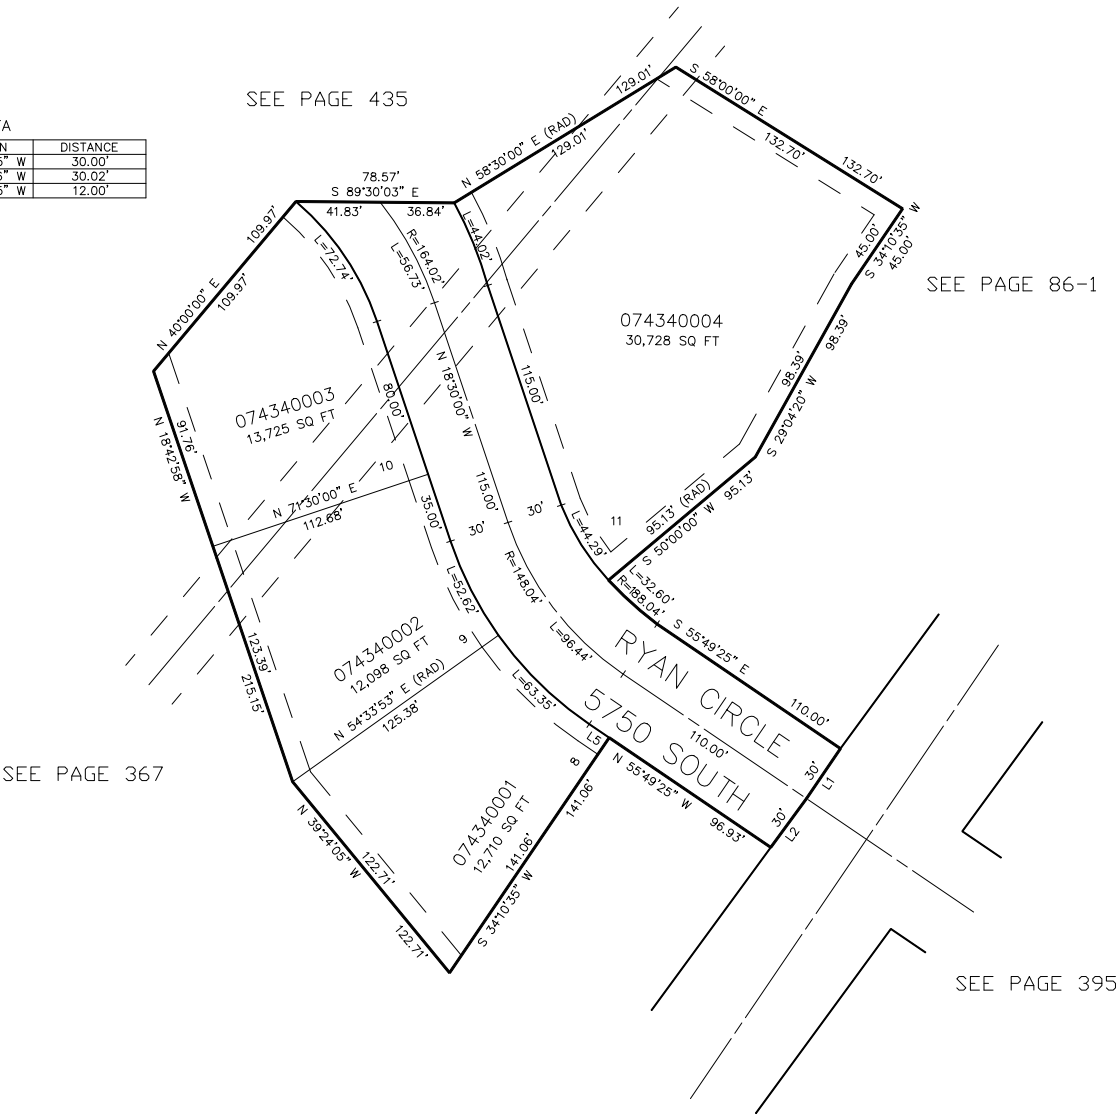 SEE PAGE 435
TA
N DISTANCE
5" W 30.00'
5" W 30.02'
5" W 12.00'
129.01'
N 58°30'00" E (RAD)
129.01'
S 58°00'00" E
132.70'
132.70'
78.57'
S 89°30'03" E
41.83'
36.84'
109.97'
N 40°00'00" E
109.97'
L=72.74'
R=164.02'
L=56.73'
L=44.02'
45.00'
S 34°10'35" W
45.00'
SEE PAGE 86-1
074340004
30,728 SQ FT
98.39'
98.39'
S 29°04'20" W
N 18°30'00" W
115.00'
80.00'
074340003
13,725 SQ FT
91.76'
N 18°42'58" W
10
N 71°30'00" E
112.68'
35.00'
115.00'
30'
30'
11
95.13' (RAD)
S 50°00'00" W
95.13'
L=44.29'
L=32.60'
R=188.04'
R=148.04'
L=52.62'
L=96.44'
S 55°49'25" E
110.00'
RYAN CIRCLE
5750 SOUTH
110.00'
074340002
12,098 SQ FT
9
N 54°33'53" E (RAD)
125.38'
123.39'
215.15'
L=63.35'
L5
8
N 55°49'25" W
96.93'
30'
L1
30'
L2
SEE PAGE 367
074340001
12,710 SQ FT
141.06'
141.06'
S 34°10'35" W
N 39°24'05" W
122.71'
122.71'
SEE PAGE 395